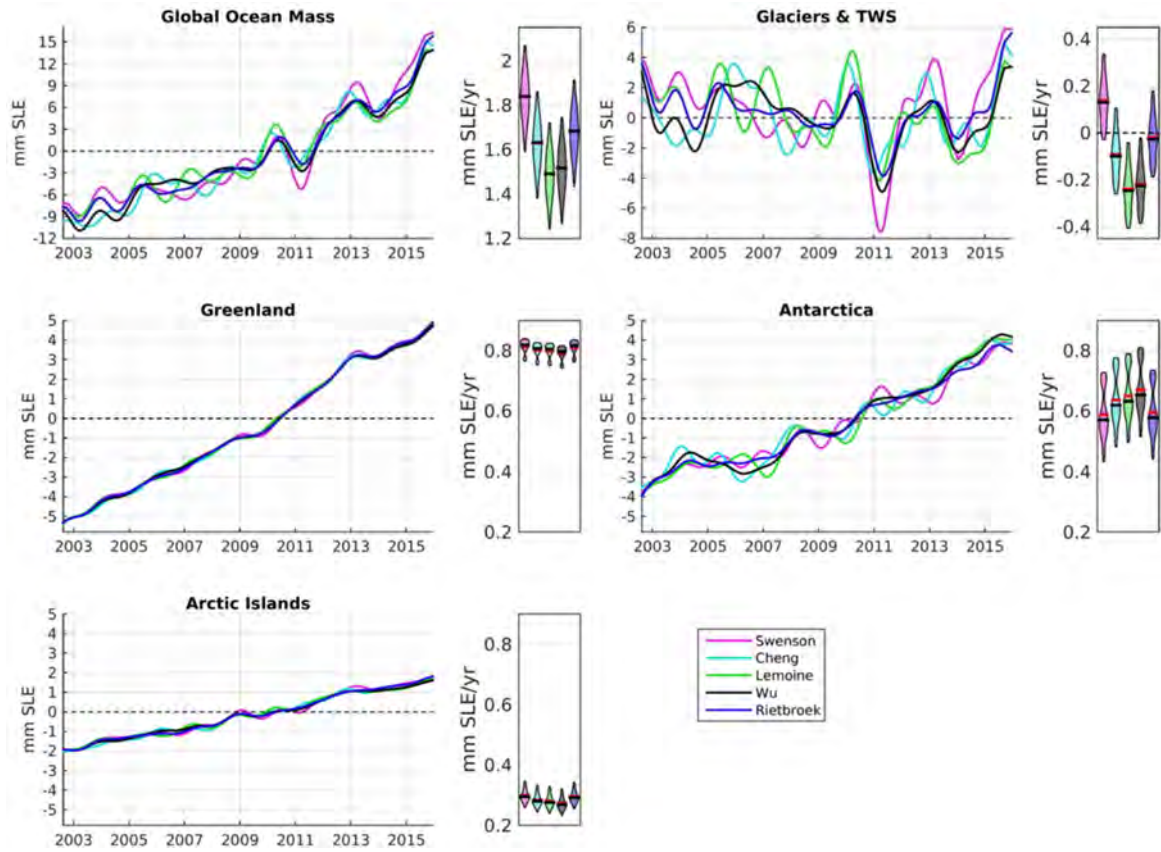 Global Ocean Mass
15
12
9
6
3
0
-3
-6
-9
-12
mm SLE
2003 2005 2007 2009 2011 2013 2015
2
1.8
1.6
1.4
1.2
mm SLE/yr
Glaciers & TWS
6
4
2
0
-2
-4
-6
-8
mm SLE
2003 2005 2007 2009 2011 2013 2015
0.4
0.2
0
-0.2
-0.4
mm SLE/yr
Greenland
5
4
3
2
1
0
-1
-2
-3
-4
-5
mm SLE
2003 2005 2007 2009 2011 2013 2015
0.8
0.6
0.4
0.2
mm SLE/yr
Antarctica
5
4
3
2
1
0
-1
-2
-3
-4
-5
mm SLE
2003 2005 2007 2009 2011 2013 2015
0.8
0.6
0.4
0.2
mm SLE/yr
Arctic Islands
5
4
3
2
1
0
-1
-2
-3
-4
-5
mm SLE
2003 2005 2007 2009 2011 2013 2015
0.8
0.6
0.4
0.2
mm SLE/yr
Swenson
Cheng
Lemoine
Wu
Rietbroek